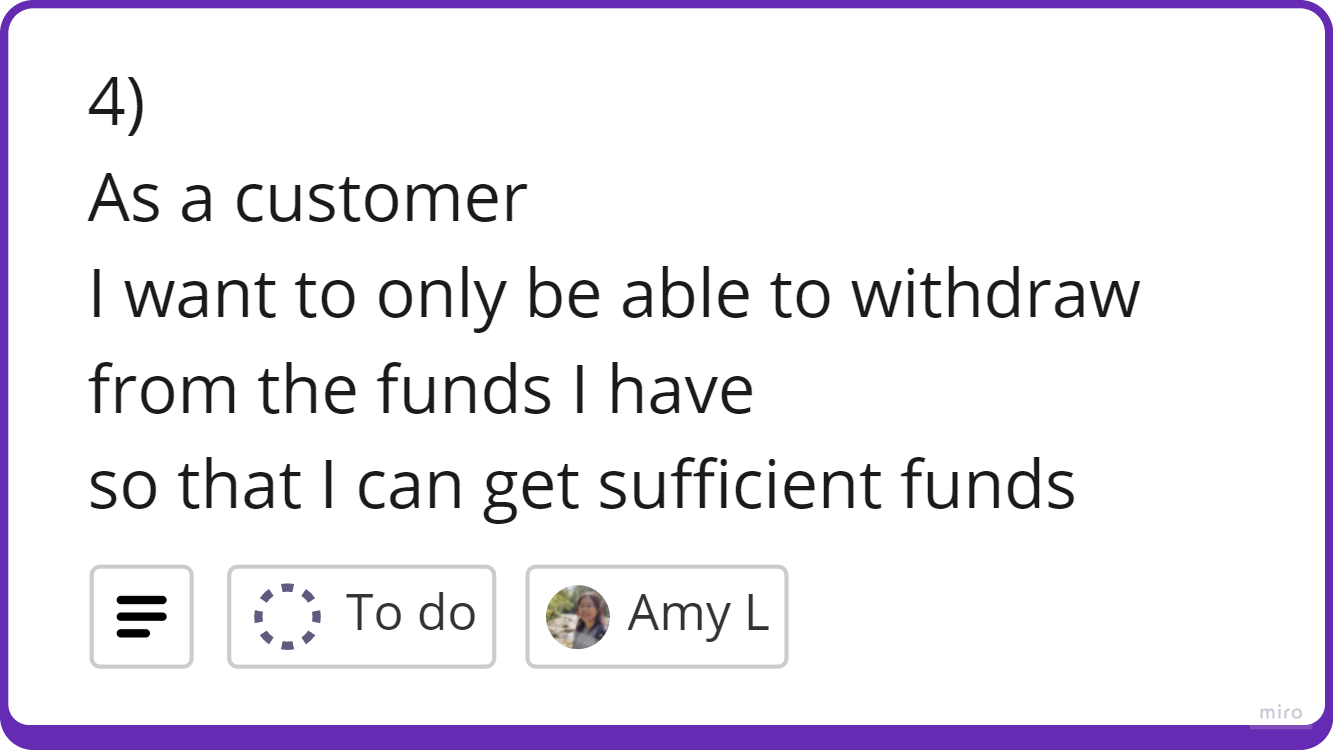 4)
As a customer
I want to only be able to withdraw
from the funds I have
so that I can get sufficient funds
To do
Amy L
miro